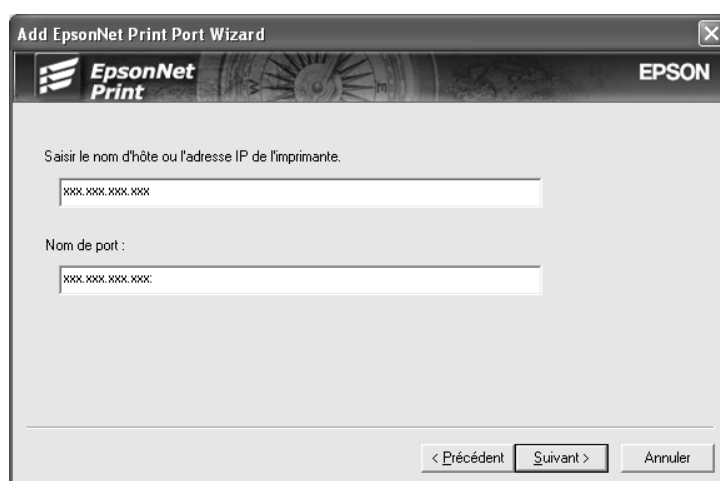 Add EpsonNet Print Port Wizard
EpsonNet
Print
EPSON
Saisir le nom d'hôte ou l'adresse IP de l'imprimante.
xxx.xxx.xxx.xxx
Nom de port :
xxx.xxx.xxx.xxx:
< Précédent
Suivant >
Annuler